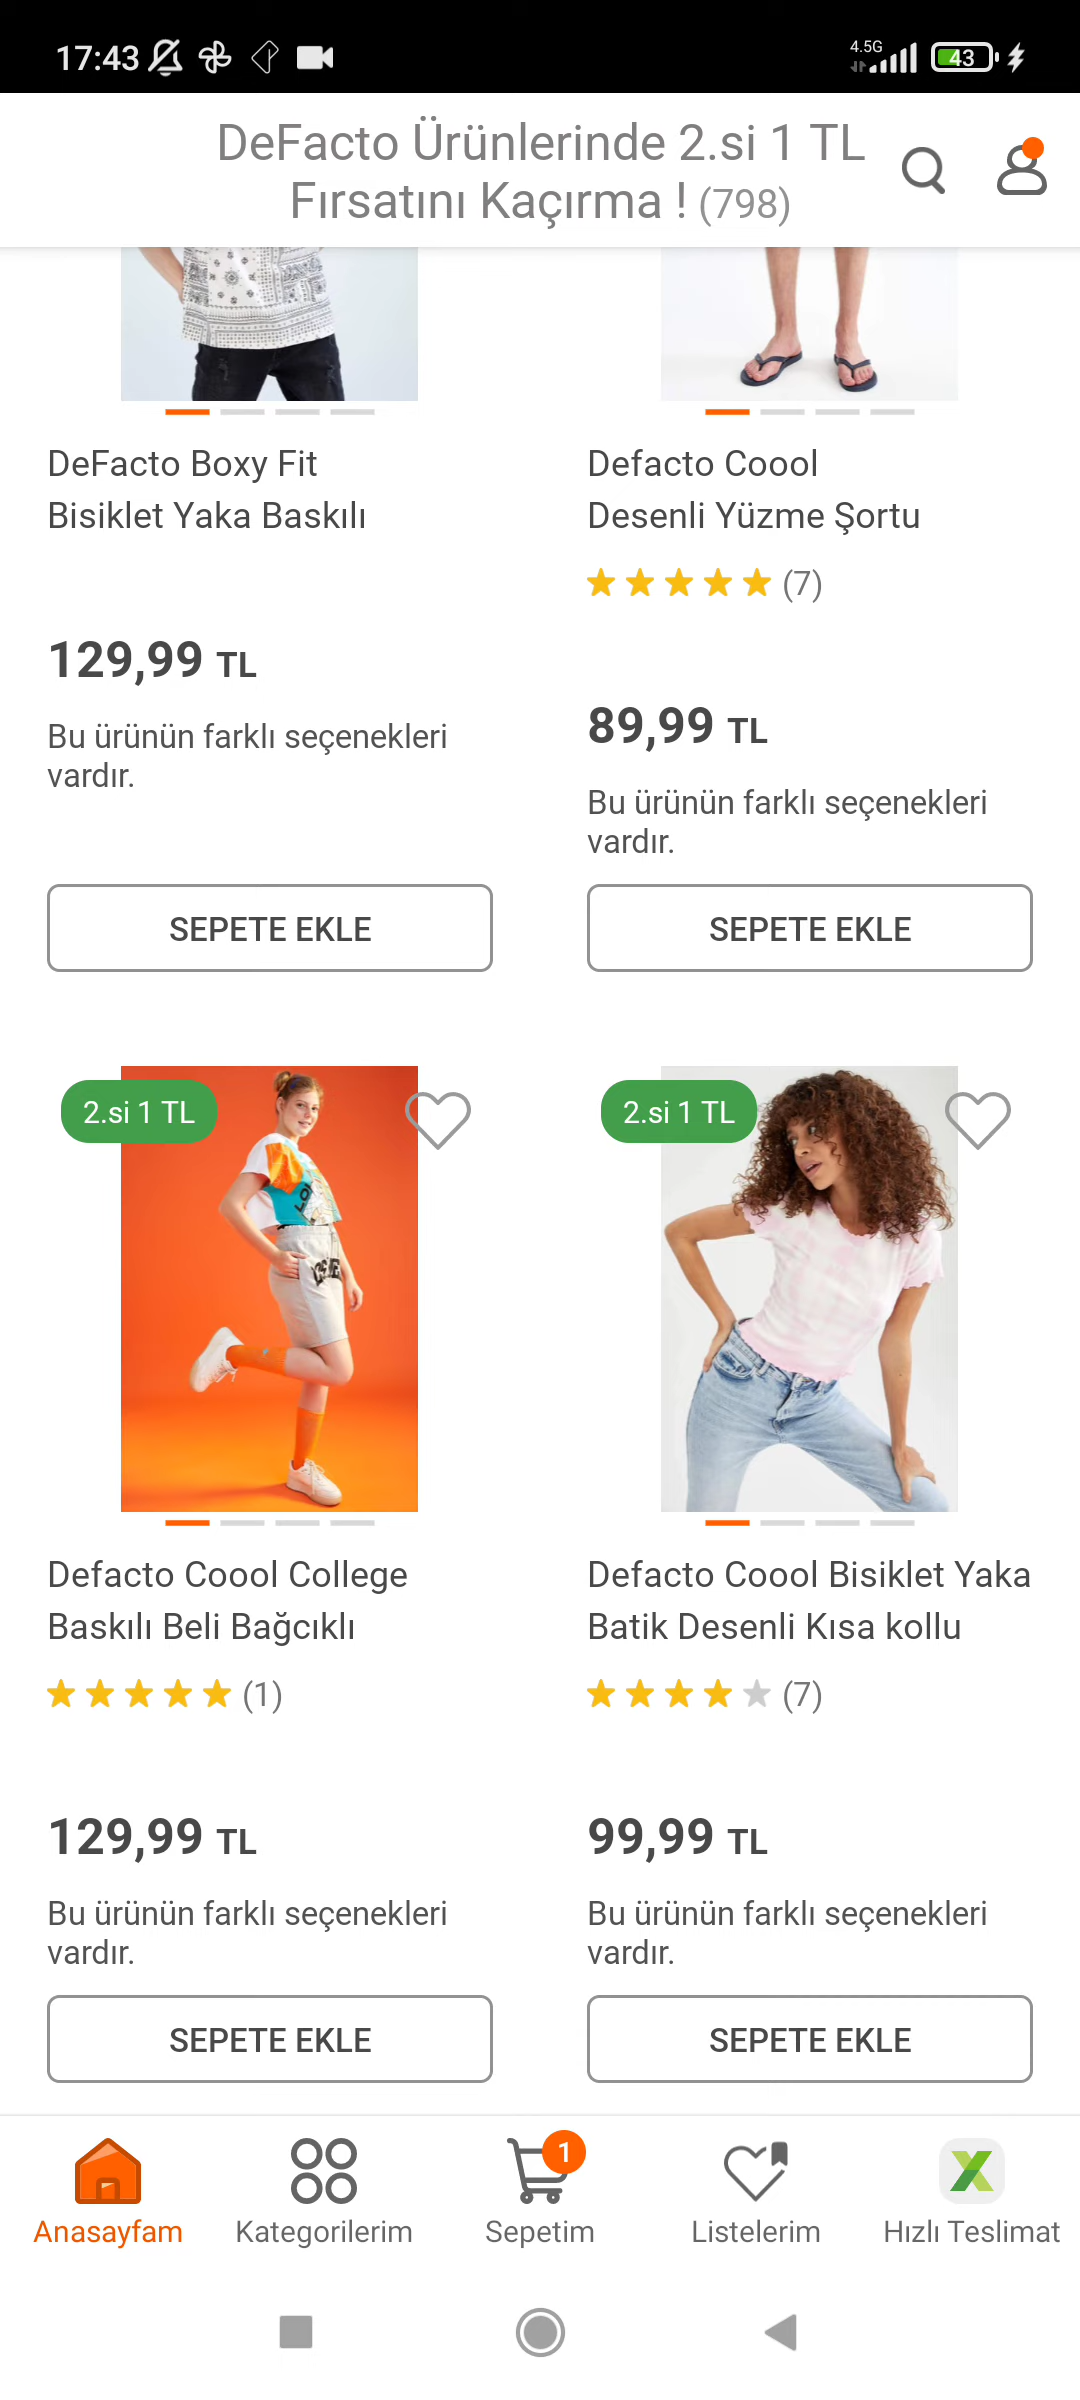 17:43
4.5G
43
DeFacto Ürünlerinde 2.si 1 TL
Fırsatını Kaçırma ! (798)
DeFacto Boxy Fit
Bisiklet Yaka Baskılı
129,99 TL
Bu ürünün farklı seçenekleri
vardır.
SEPETE EKLE
Defacto Coool
Desenli Yüzme Şortu
(7)
89,99 TL
Bu ürünün farklı seçenekleri
vardır.
SEPETE EKLE
2.si 1 TL
Defacto Coool College
Baskılı Beli Bağcıklı
(1)
129,99 TL
Bu ürünün farklı seçenekleri
vardır.
SEPETE EKLE
2.si 1 TL
Defacto Coool Bisiklet Yaka
Batik Desenli Kısa kollu
(7)
99,99 TL
Bu ürünün farklı seçenekleri
vardır.
SEPETE EKLE
1
Anasayfam
Kategorilerim
Sepetim
Listelerim
Hızlı Teslimat